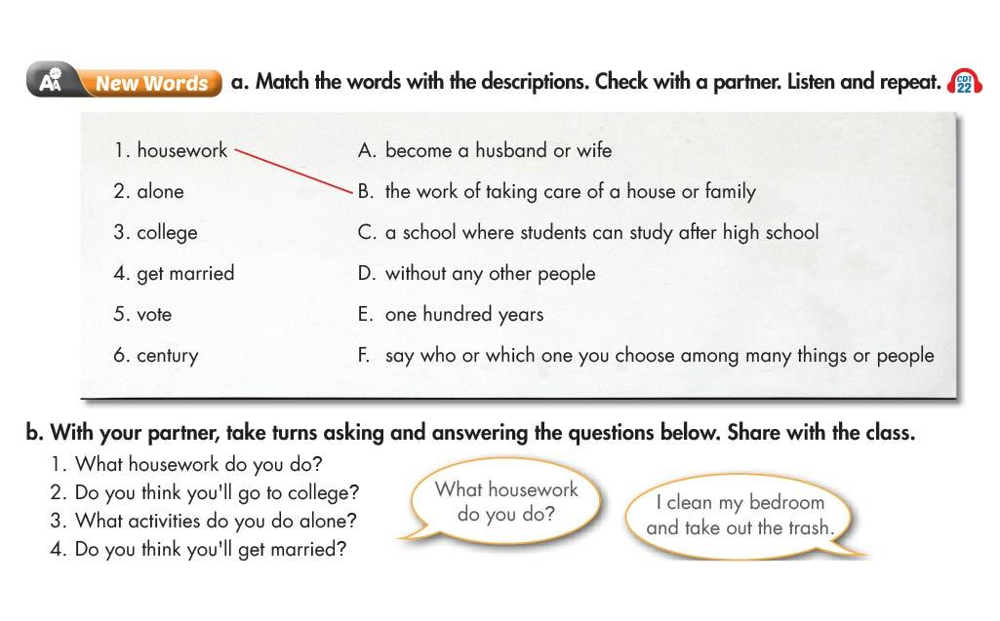 New Words a. Match the words with the descriptions. Check with a partner. Listen and repeat. CD1 22
1. housework A. become a husband or wife
2. alone B. the work of taking care of a house or family
3. college C. a school where students can study after high school
4. get married D. without any other people
5. vote E. one hundred years
6. century F. say who or which one you choose among many things or people
b. With your partner, take turns asking and answering the questions below. Share with the class.
1. What housework do you do?
2. Do you think you'll go to college?
3. What activities do you do alone?
4. Do you think you'll get married?
What housework
do you do?
I clean my bedroom
and take out the trash.